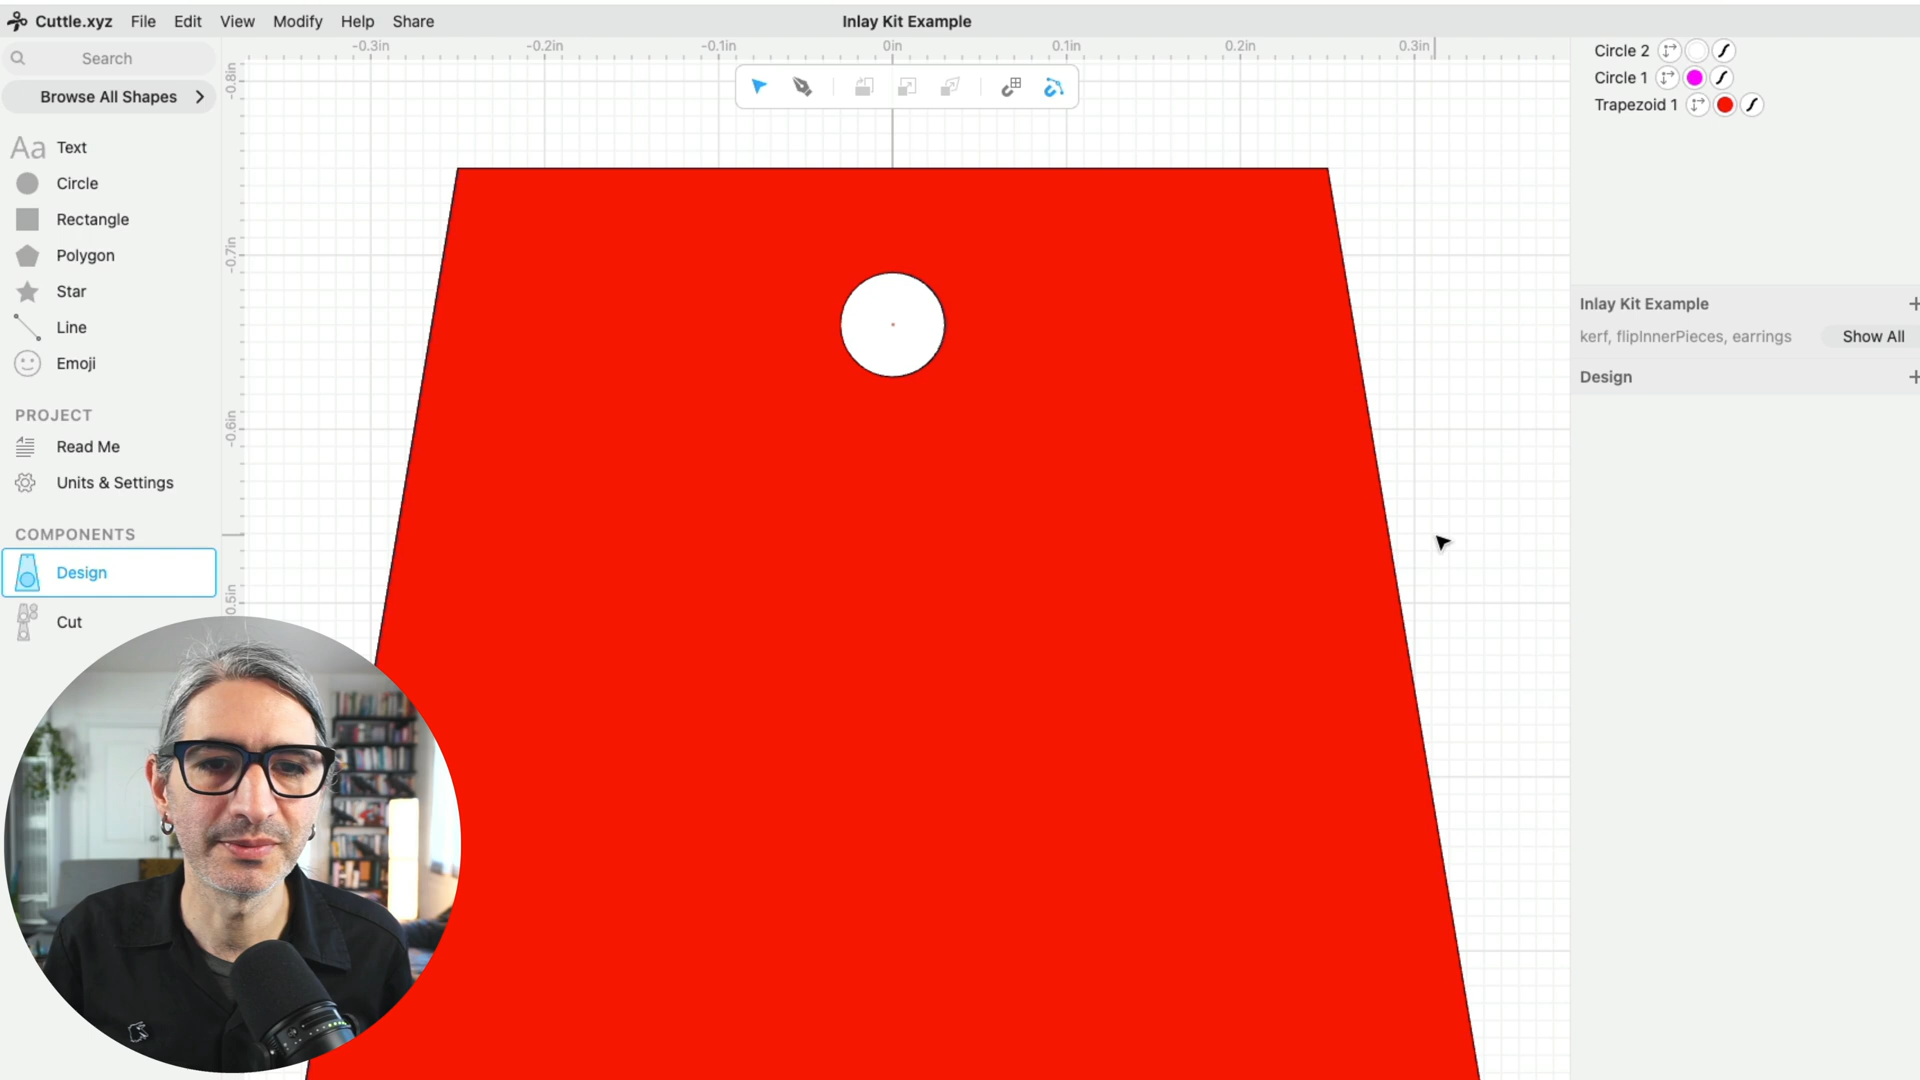 Cuttle.xyz File Edit View Modify Help Share
Inlay Kit Example
Search
Browse All Shapes
Aa Text
Circle
Rectangle
Polygon
Star
Line
Emoji
PROJECT
Read Me
Units & Settings
COMPONENTS
Design
Cut
-0.3in -0.2in -0.1in 0in 0.1in 0.2in 0.3in
-0.8in
-0.7in
-0.6in
0.5in
Circle 2
Circle 1
Trapezoid 1
Inlay Kit Example
kerf, flipInnerPieces, earrings Show All
Design